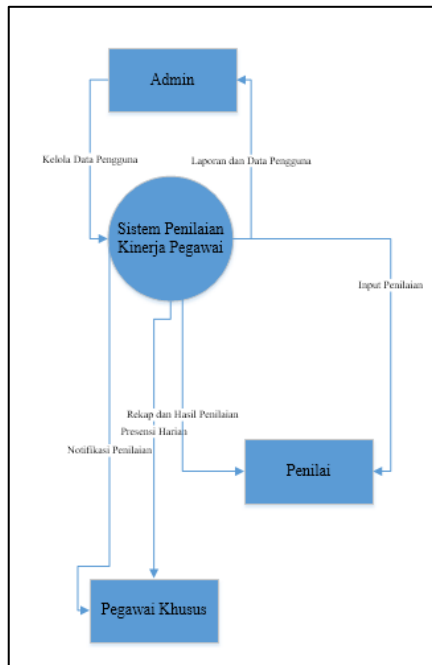 Admin
Kelola Data Pengguna
Laporan dan Data Pengguna
Sistem Penilaian
Kinerja Pegawai
Input Penilaian
Rekap dan Hasil Penilaian
Presensi Harian
Notifikasi Penilaian
Penilai
Pegawai Khusus